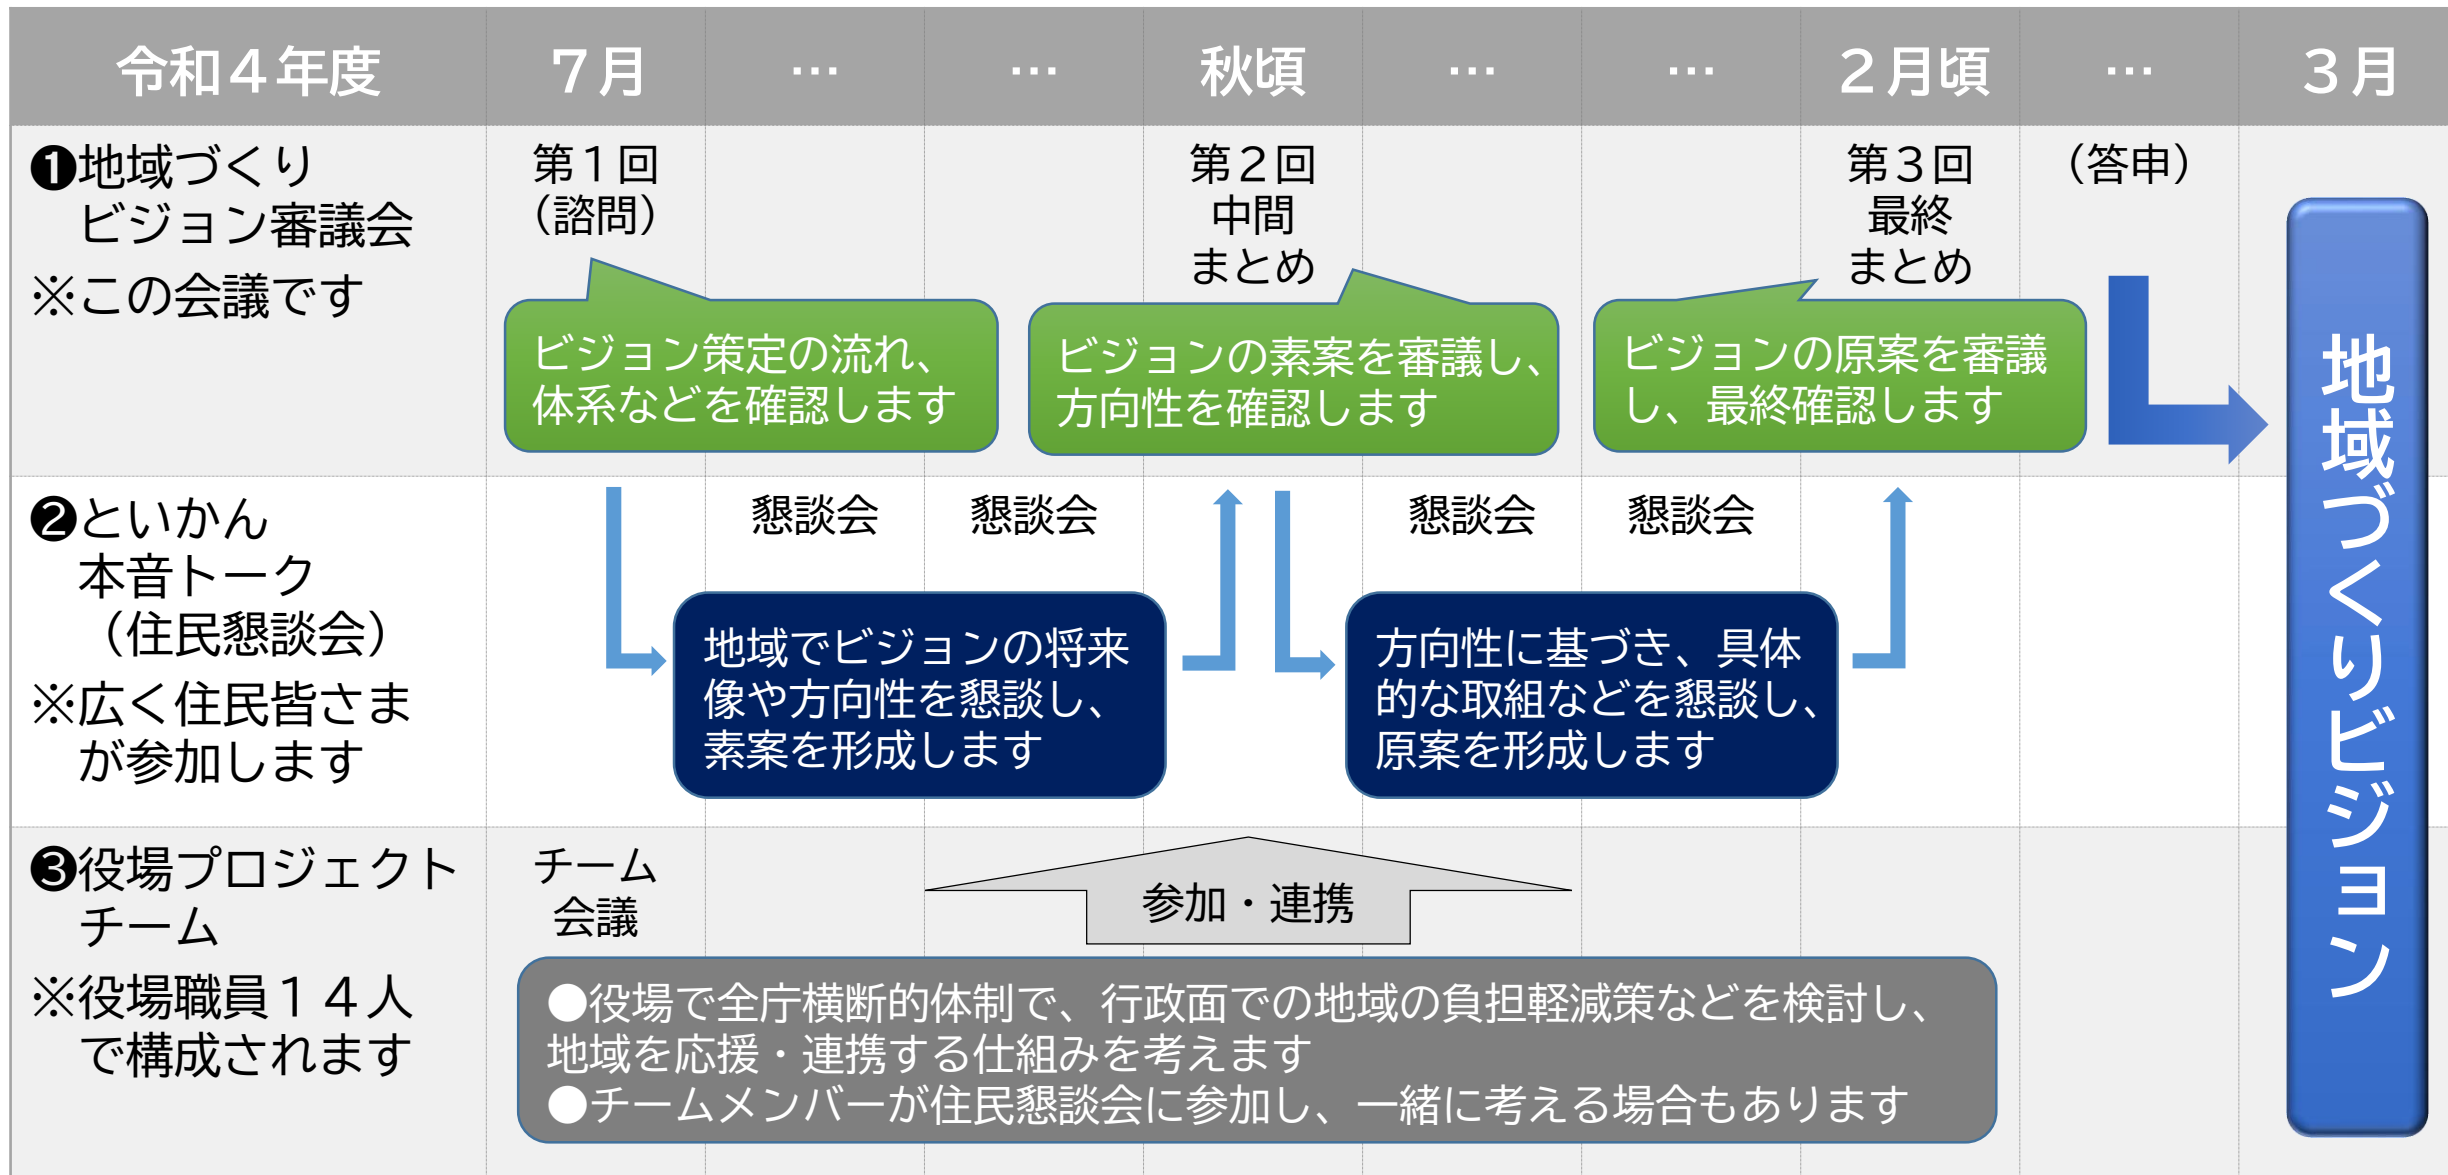 令和４年度 ７月 … … 秋頃 … … ２月頃 … ３月
❶地域づくり
ビジョン審議会
※この会議です
第１回
（諮問）
第２回
中間
まとめ
第３回
最終
まとめ
（答申）
ビジョン策定の流れ、
体系などを確認します
ビジョンの素案を審議し、
方向性を確認します
ビジョンの原案を審議
し、最終確認します
❷といかん
本音トーク
（住民懇談会）
※広く住民皆さま
が参加します
懇談会 懇談会 懇談会 懇談会
地域でビジョンの将来
像や方向性を懇談し、
素案を形成します
方向性に基づき、具体
的な取組などを懇談し、
原案を形成します
❸役場プロジェクト
チーム
※役場職員１４人
で構成されます
チーム
会議
参加・連携
●役場で全庁横断的体制で、行政面での地域の負担軽減策などを検討し、
地域を応援・連携する仕組みを考えます
●チームメンバーが住民懇談会に参加し、一緒に考える場合もあります
地域づくりビジョン